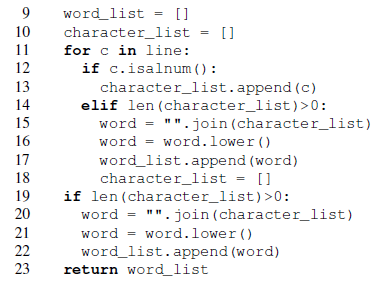 9 word_list = []
10 character_list = []
11 for c in line:
12 if c.isalnum():
13 character_list.append(c)
14 elif len(character_list)>0:
15 word = "".join(character_list)
16 word = word.lower()
17 word_list.append(word)
18 character_list = []
19 if len(character_list)>0:
20 word = "".join(character_list)
21 word = word.lower()
22 word_list.append(word)
23 return word_list